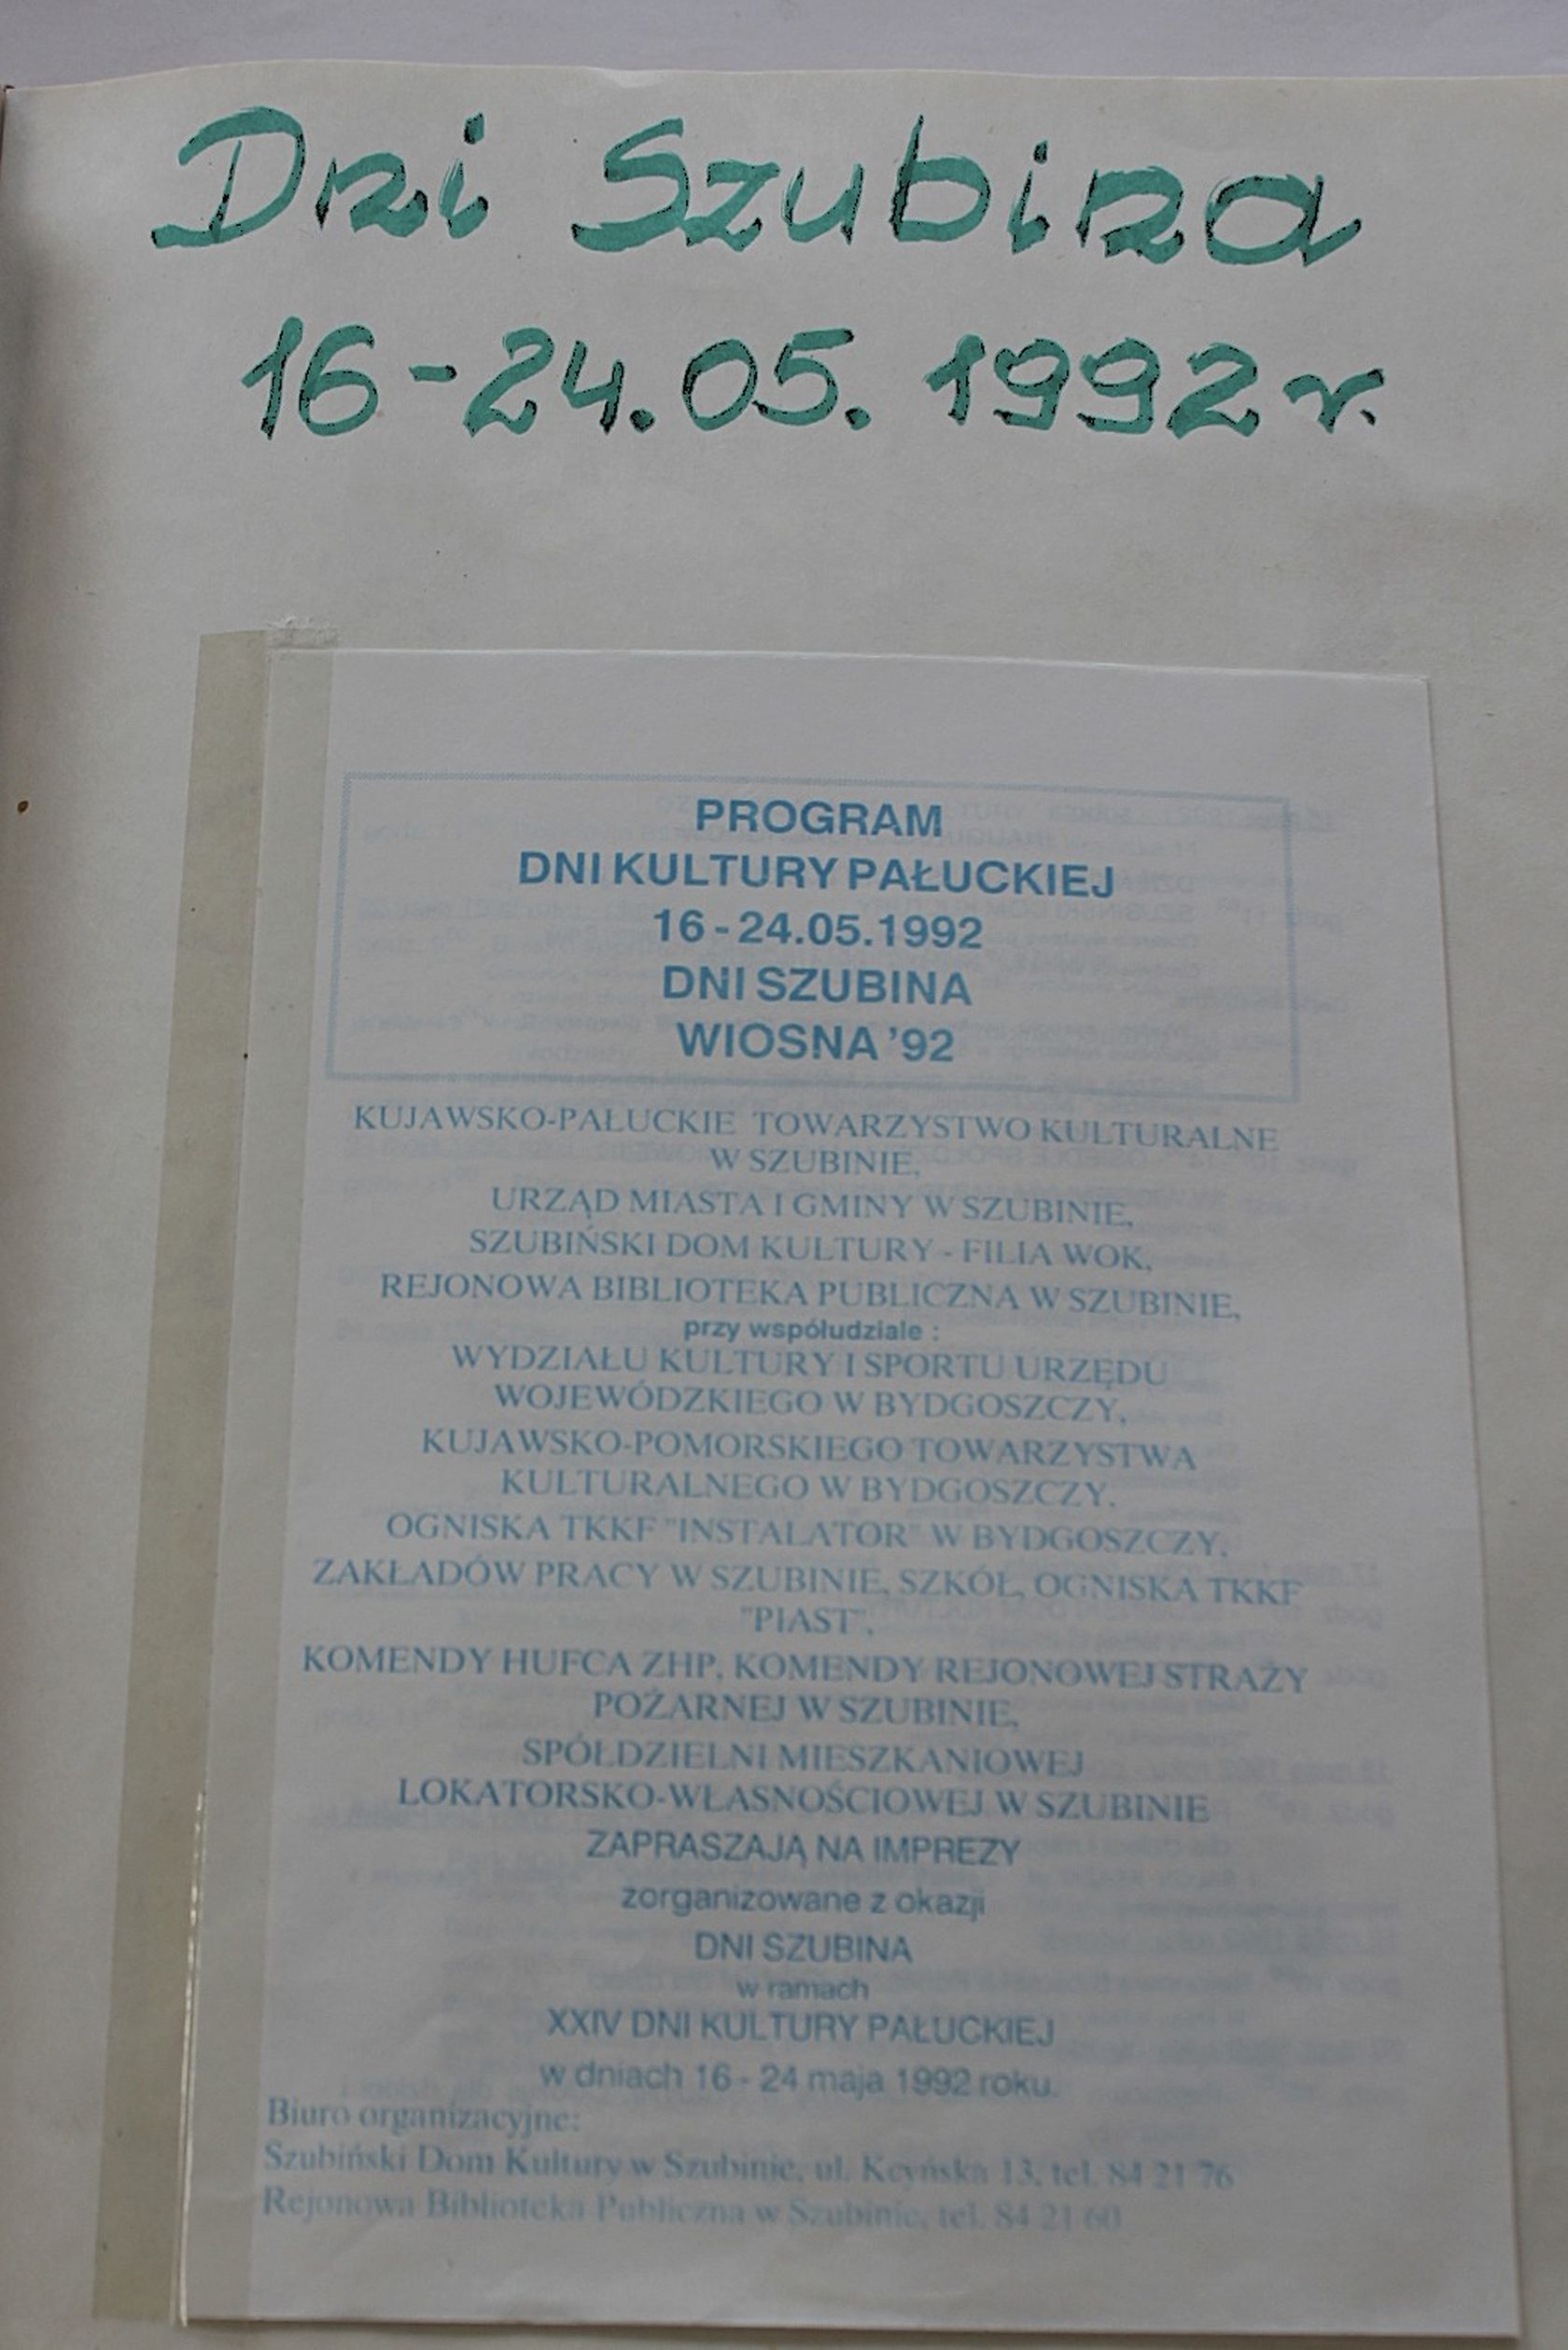 Dni Szubina
16-24.05.1992 r.
PROGRAM
DNI KULTURY PAŁUCKIEJ
16 - 24.05.1992
DNI SZUBINA
WIOSNA '92
KUJAWSKO-PAŁUCKIE TOWARZYSTWO KULTURALNE
W SZUBINIE,
URZĄD MIASTA I GMINY W SZUBINIE,
SZUBIŃSKI DOM KULTURY - FILIA WOK,
REJONOWA BIBLIOTEKA PUBLICZNA W SZUBINIE,
przy współudziale :
WYDZIAŁU KULTURY I SPORTU URZĘDU
WOJEWÓDZKIEGO W BYDGOSZCZY,
KUJAWSKO-POMORSKIEGO TOWARZYSTWA
KULTURALNEGO W BYDGOSZCZY.
OGNISKA TKKF "INSTALATOR" W BYDGOSZCZY,
ZAKŁADÓW PRACY W SZUBINIE, SZKÓŁ, OGNISKA TKKF
"PIAST",
KOMENDY HUFCA ZHP, KOMENDY REJONOWEJ STRAŻY
POŻARNEJ W SZUBINIE,
SPÓŁDZIELNI MIESZKANIOWEJ
LOKATORSKO-WŁASNOŚCIOWEJ W SZUBINIE
ZAPRASZAJĄ NA IMPREZY
zorganizowane z okazji
DNI SZUBINA
w ramach
XXIV DNI KULTURY PAŁUCKIEJ
w dniach 16 - 24 maja 1992 roku.
Biuro organizacyjne:
Szubiński Dom Kultury w Szubinie, ul. Kcyńska 13, tel. 84 21 76
Rejonowa Biblioteka Publiczna w Szubinie, tel. 84 21 60